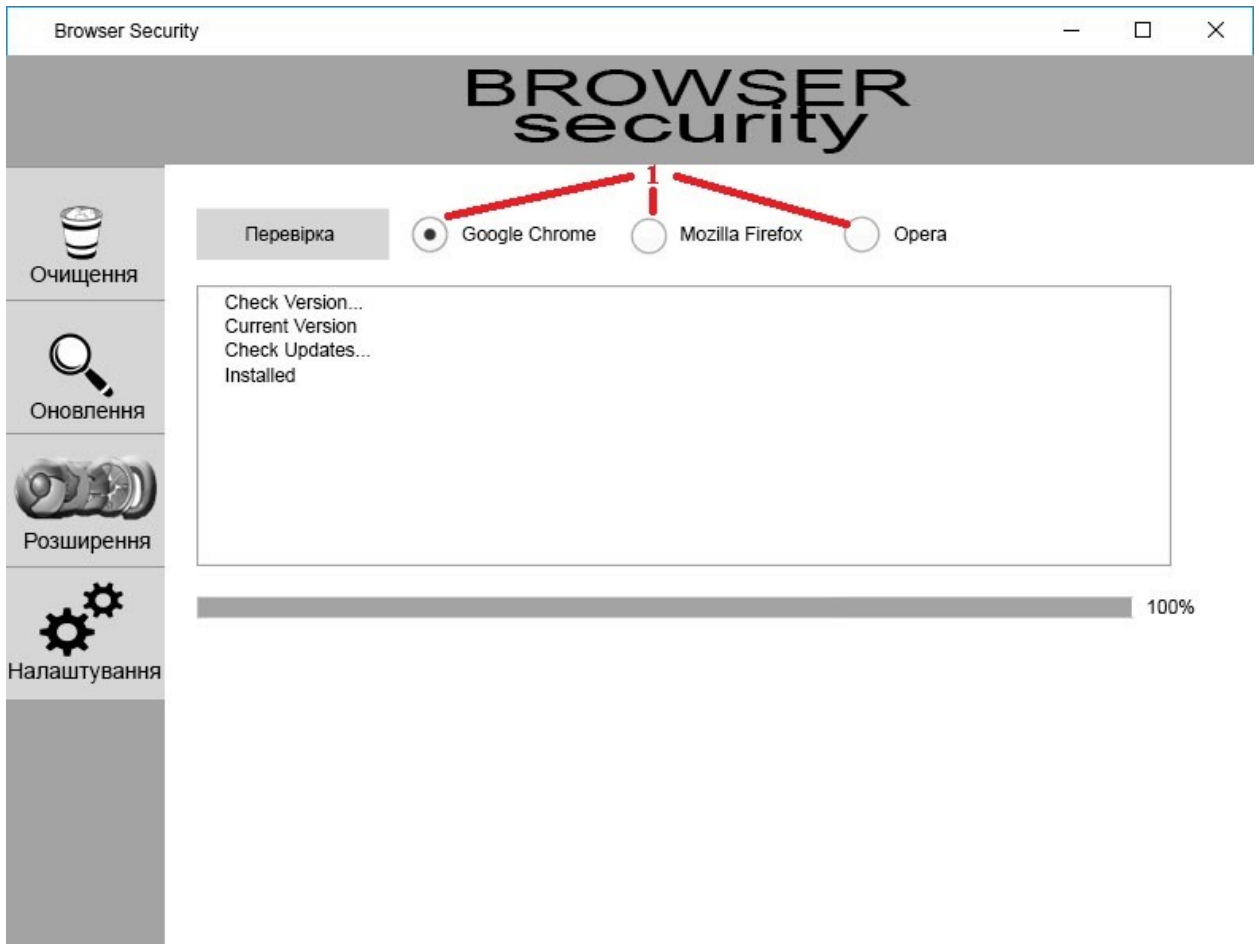 Browser Security
BROWSER
security
1
Перевірка Google Chrome Mozilla Firefox Opera
Очищення
Оновлення
Розширення
Налаштування
Check Version...
Current Version
Check Updates...
Installed
100%